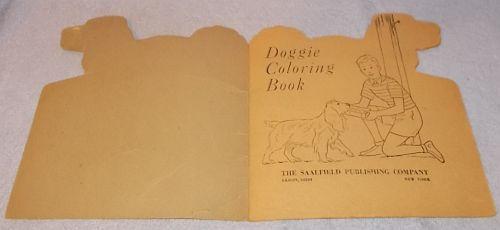 Doggie
Coloring
Book
THE SAALFIELD PUBLISHING COMPANY
AKRON, OHIO NEW YORK